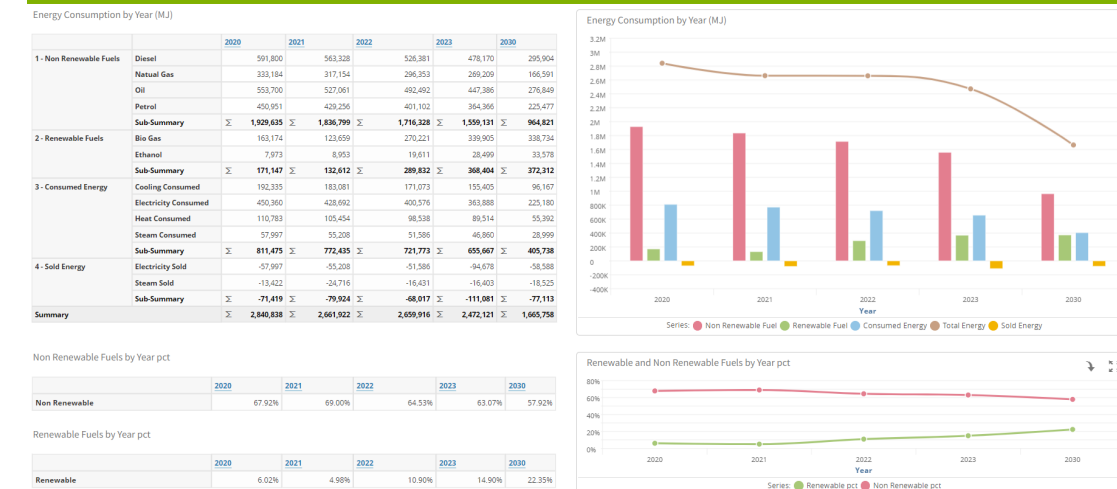 Energy Consumption by Year (MJ)
2020 2021 2022 2023 2030
1 - Non Renewable Fuels Diesel 591,800 563,328 526,381 478,170 295,904
Natual Gas 333,184 317,154 296,353 269,209 166,591
Oil 553,700 527,061 492,492 447,386 276,849
Petrol 450,951 429,256 401,102 364,366 225,477
Sub-Summary Σ 1,929,635 Σ 1,836,799 Σ 1,716,328 Σ 1,559,131 Σ 964,821
2 - Renewable Fuels Bio Gas 163,174 123,659 270,221 339,905 338,734
Ethanol 7,973 8,953 19,611 28,499 33,578
Sub-Summary Σ 171,147 Σ 132,612 Σ 289,832 Σ 368,404 Σ 372,312
3 - Consumed Energy Cooling Consumed 192,335 183,081 171,073 155,405 96,167
Electricity Consumed 450,360 428,692 400,576 363,888 225,180
Heat Consumed 110,783 105,454 98,538 89,514 55,392
Steam Consumed 57,997 55,208 51,586 46,860 28,999
Sub-Summary Σ 811,475 Σ 772,435 Σ 721,773 Σ 655,667 Σ 405,738
4 - Sold Energy Electricity Sold -57,997 -55,208 -51,586 -94,678 -58,588
Steam Sold -13,422 -24,716 -16,431 -16,403 -18,525
Sub-Summary Σ -71,419 Σ -79,924 Σ -68,017 Σ -111,081 Σ -77,113
Summary Σ 2,840,838 Σ 2,661,922 Σ 2,659,916 Σ 2,472,121 Σ 1,665,758
Non Renewable Fuels by Year pct
2020 2021 2022 2023 2030
Non Renewable 67.92% 69.00% 64.53% 63.07% 57.92%
Renewable Fuels by Year pct
2020 2021 2022 2023 2030
Renewable 6.02% 4.98% 10.90% 14.90% 22.35%
Energy Consumption by Year (MJ)
3.2M
3M
2.8M
2.6M
2.4M
2.2M
2M
1.8M
1.6M
1.4M
1.2M
1M
800K
600K
400K
200K
0
-200K
-400K
2020 2021 2022 2023 2030
Year
Series: Non Renewable Fuel Renewable Fuel Consumed Energy Total Energy Sold Energy
Renewable and Non Renewable Fuels by Year pct
80%
60%
40%
20%
0%
2020 2021 2022 2023 2030
Year
Series: Renewable pct Non Renewable pct